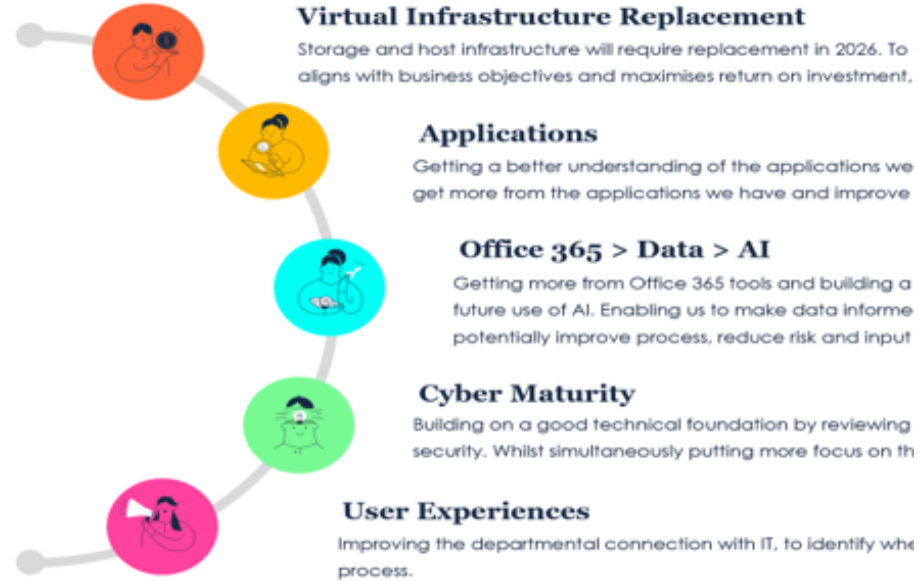 Virtual Infrastructure Replacement
Storage and host infrastructure will require replacement in 2026. To
aligns with business objectives and maximises return on investment,
Applications
Getting a better understanding of the applications we
get more from the applications we have and improve
Office 365 > Data > AI
Getting more from Office 365 tools and building a
future use of AI. Enabling us to make data informe
potentially improve process, reduce risk and input
Cyber Maturity
Building on a good technical foundation by reviewing
security. Whilst simultaneously putting more focus on th
User Experiences
Improving the departmental connection with IT, to identify whe
process.